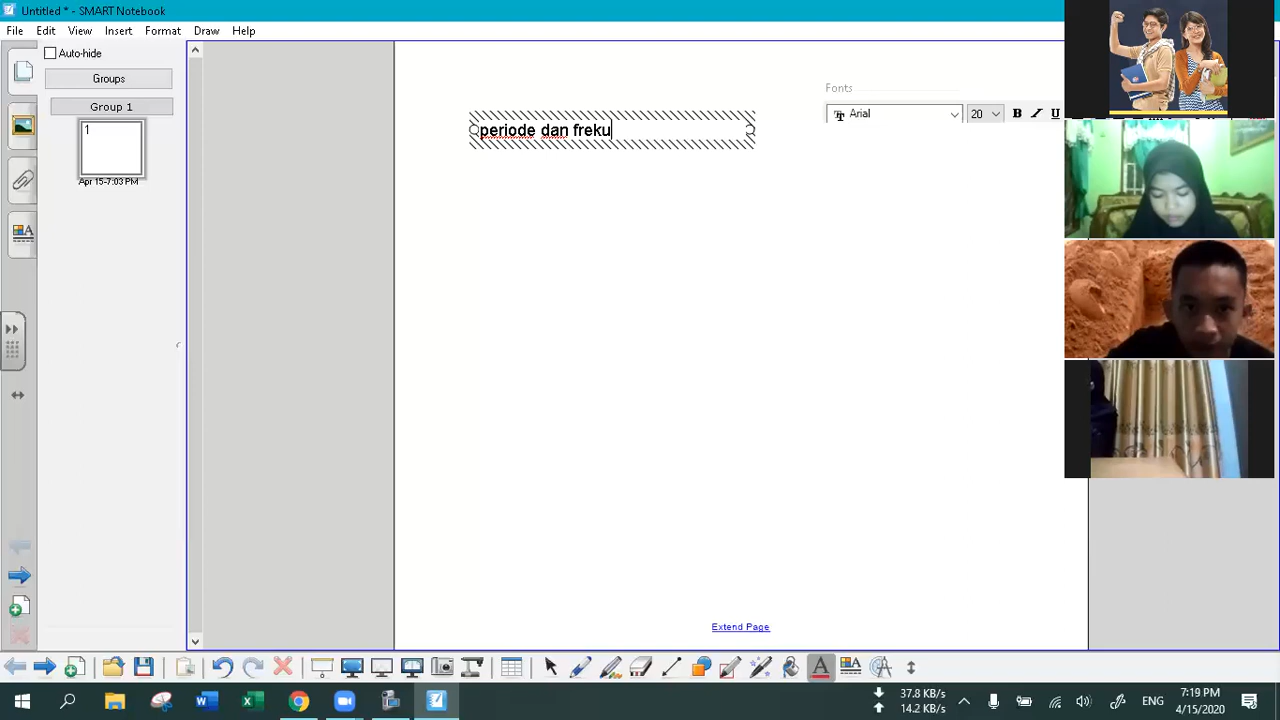 Untitled * - SMART Notebook
File Edit View Insert Format Draw Help
Auto-hide
Groups
Group 1
1
Apr 15-7:03 PM
periode dan freku
Fonts
Arial
20
B I U
Extend Page
37.8 KB/s
14.2 KB/s
ENG
7:19 PM
4/15/2020